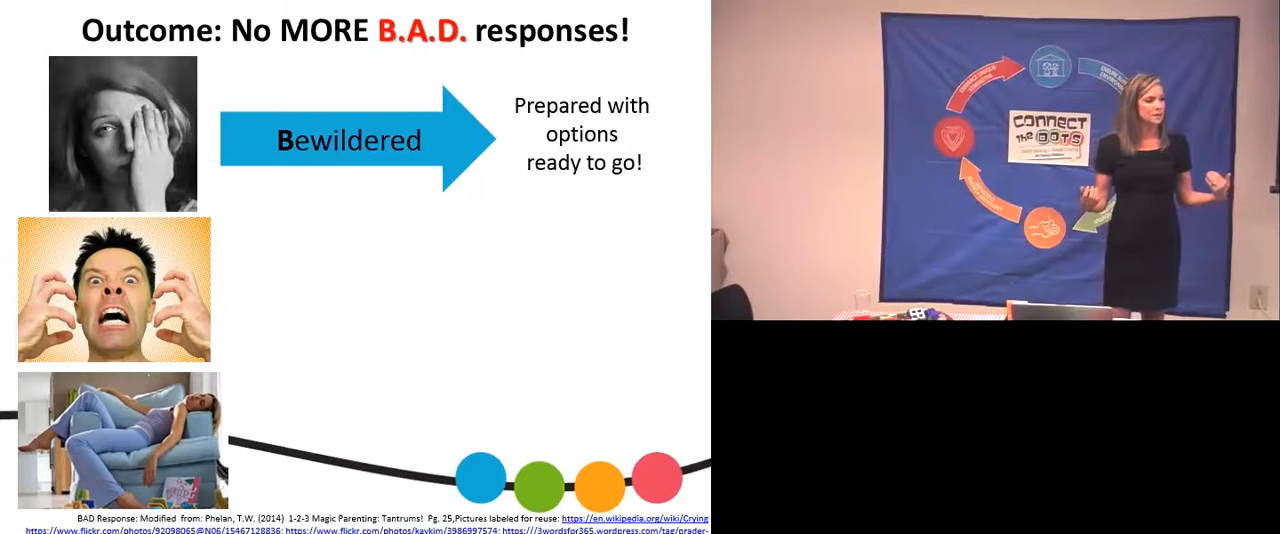 Outcome: No MORE B.A.D. responses!
Bewildered
Prepared with
options
ready to go!
EMBRACE UNIQUE
STRENGTHS
CONNECT
the DOTS
BAD Response: Modified from: Phelan, T.W. (2014) 1-2-3 Magic Parenting: Tantrums! Pg. 25,Pictures labeled for reuse: https://en.wikipedia.org/wiki/Crying
https://www.flickr.com/photos/92098065@N06/15467128836; https://www.flickr.com/photos/kaykim/3986997574; https://3wordsfor365.wordpress.com/tag/prader-